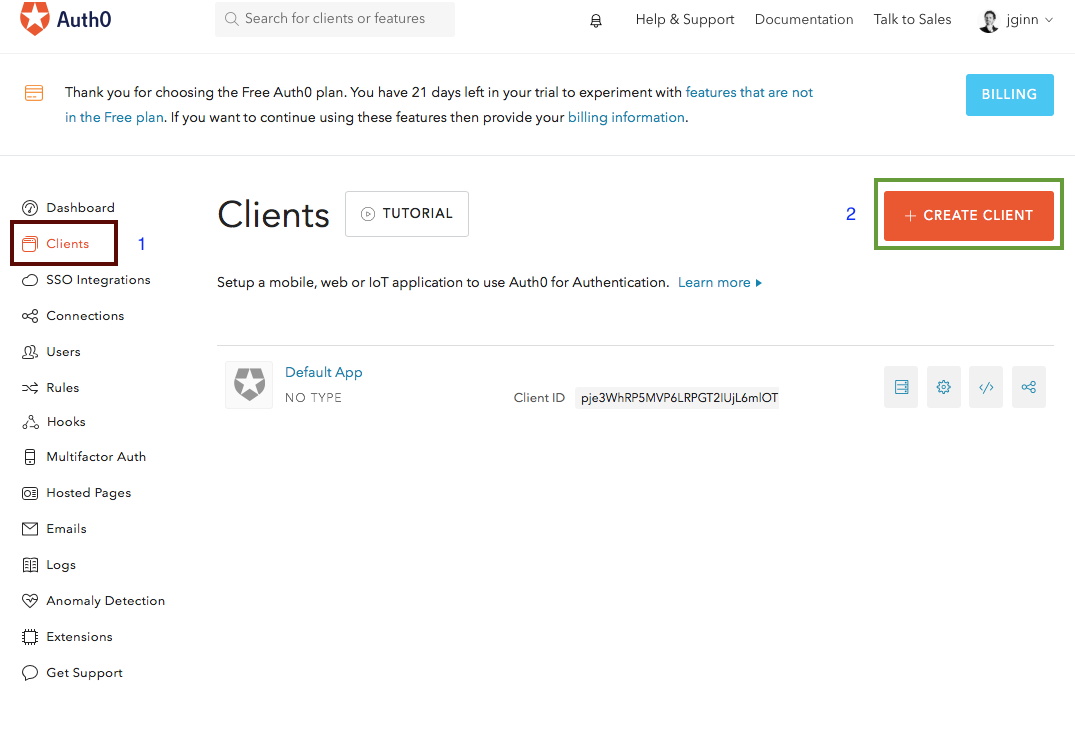 Auth0
Search for clients or features
Help & Support
Documentation
Talk to Sales
jginn
Thank you for choosing the Free Auth0 plan. You have 21 days left in your trial to experiment with features that are not
in the Free plan. If you want to continue using these features then provide your billing information.
BILLING
Dashboard
Clients
1
SSO Integrations
Connections
Users
Rules
Hooks
Multifactor Auth
Hosted Pages
Emails
Logs
Anomaly Detection
Extensions
Get Support
Clients
TUTORIAL
2
+ CREATE CLIENT
Setup a mobile, web or IoT application to use Auth0 for Authentication. Learn more
Default App
NO TYPE
Client ID
pje3WhRP5MVP6LRPGT2IUjL6mIOT